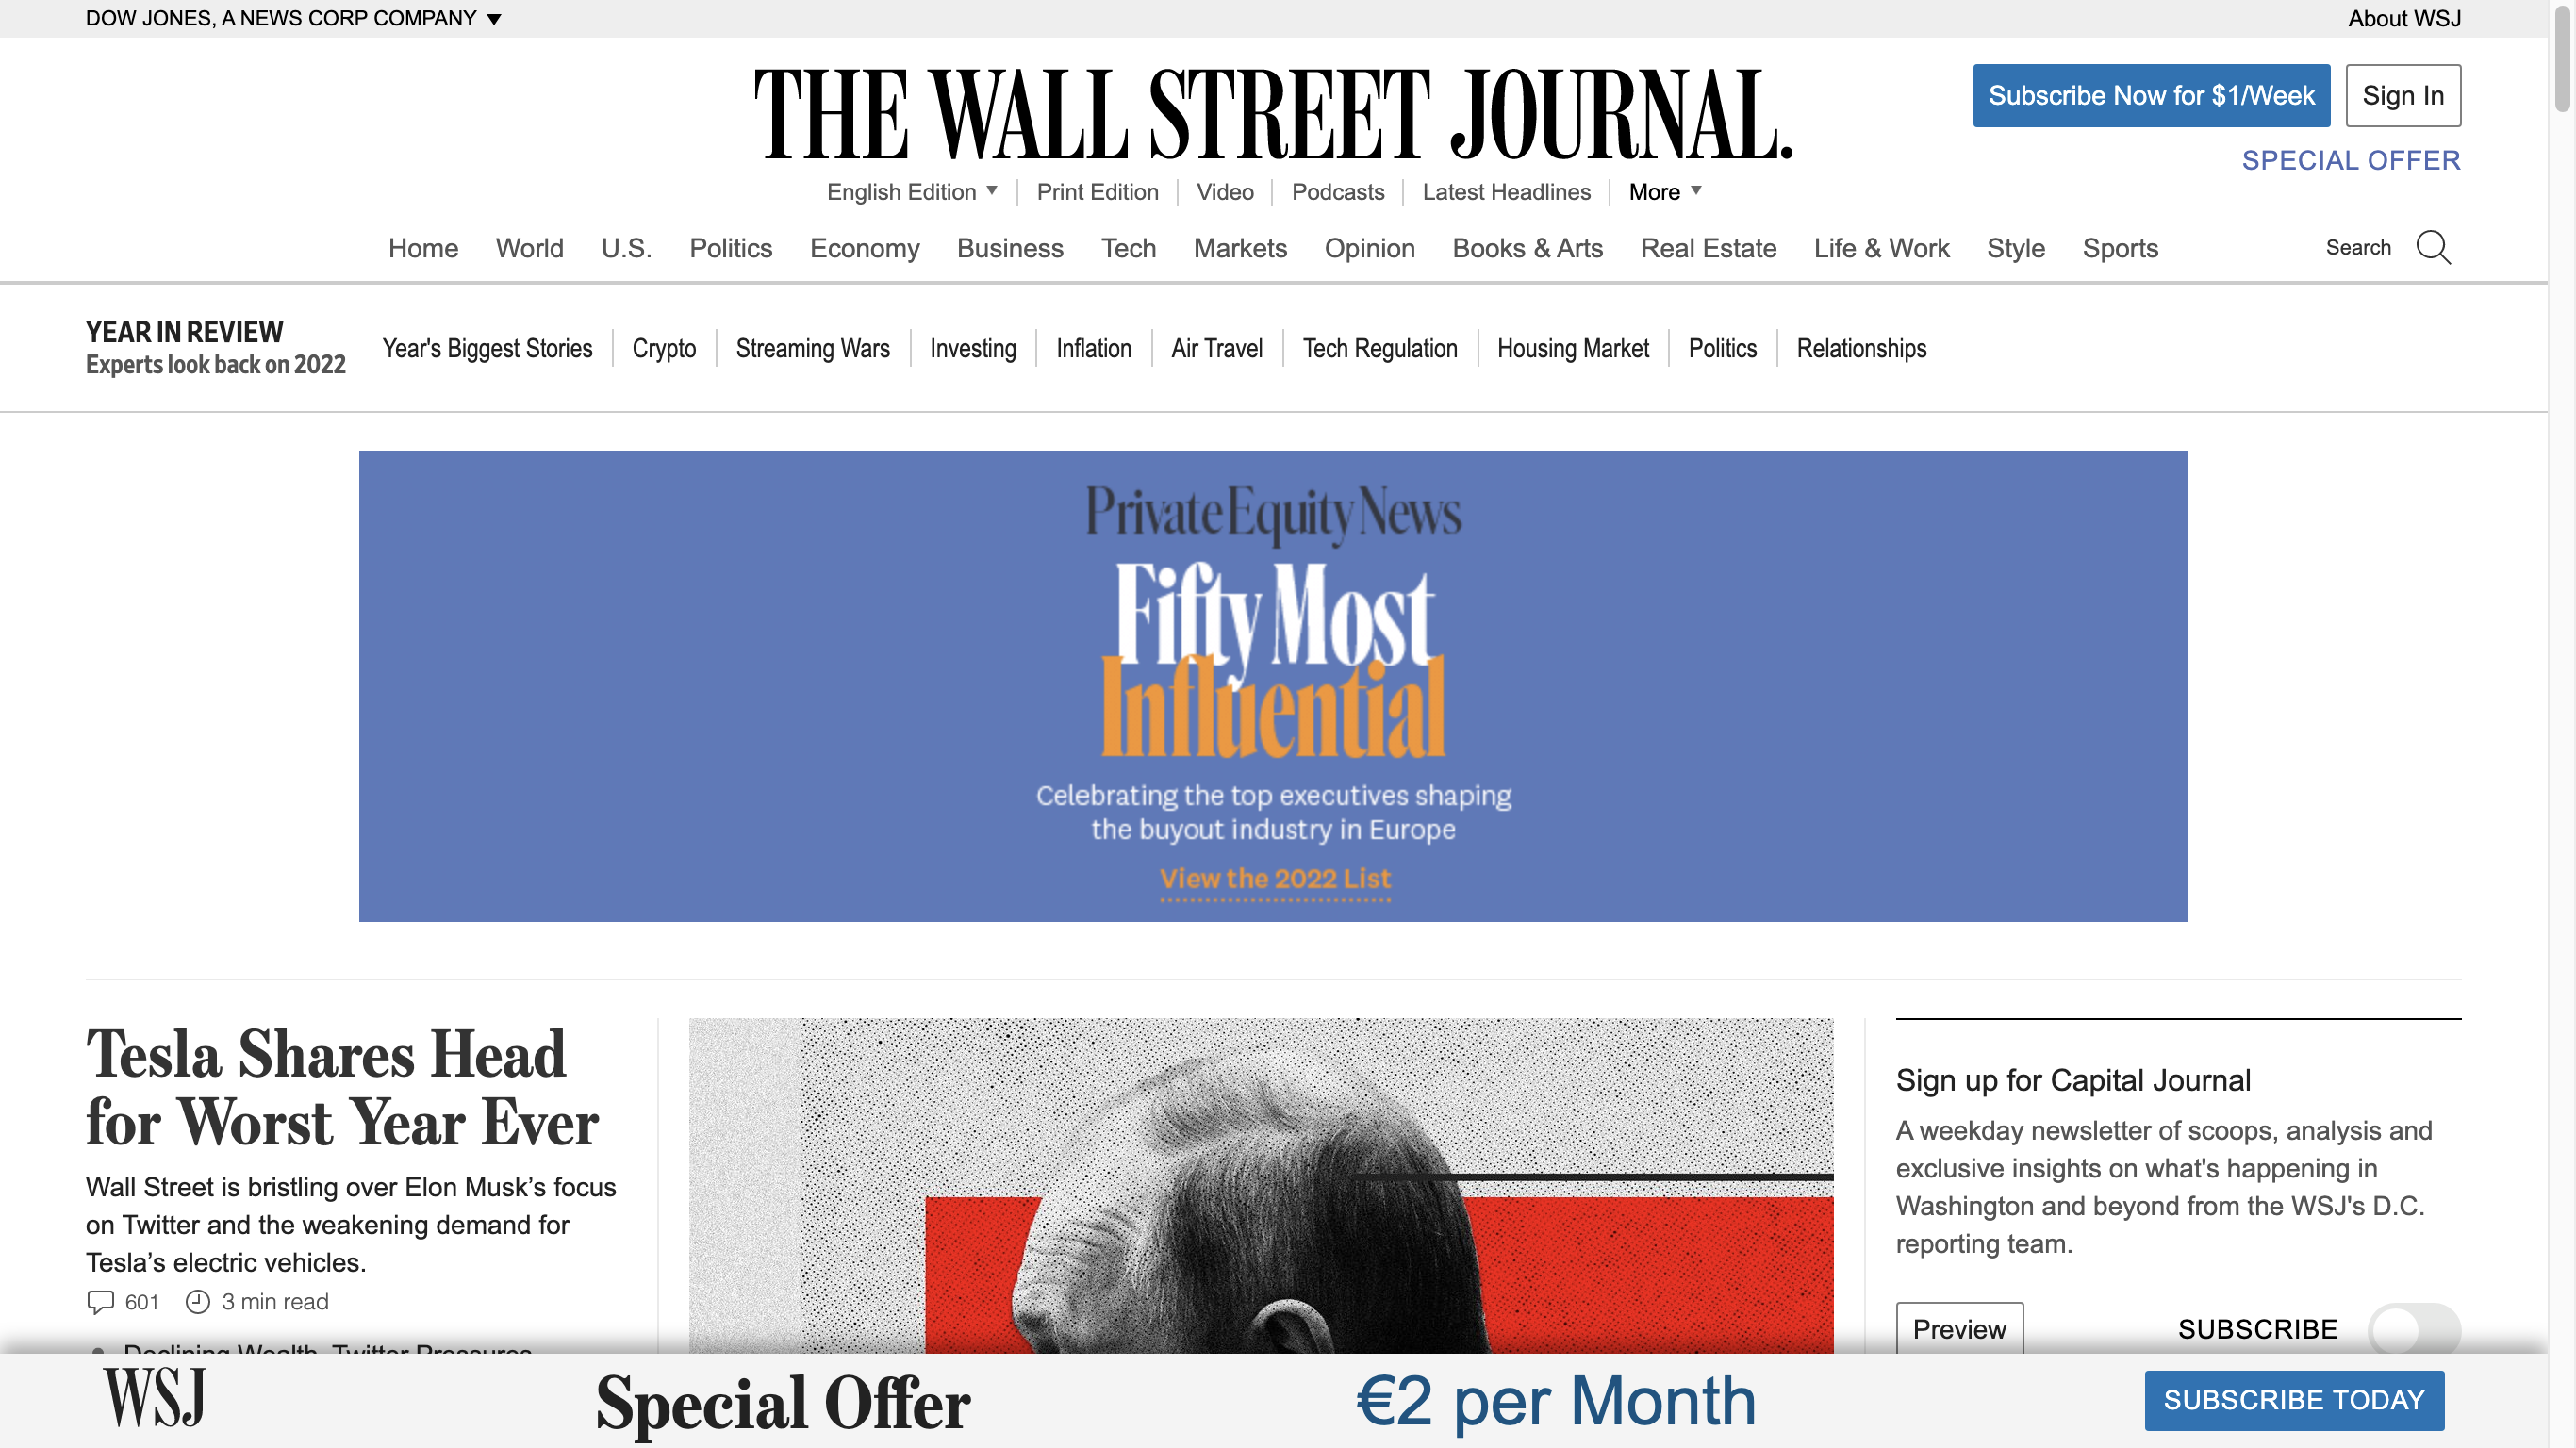 DOW JONES, A NEWS CORP COMPANY
About WSJ
THE WALL STREET JOURNAL.
Subscribe Now for $1/Week
Sign In
SPECIAL OFFER
English Edition
Print Edition
Video
Podcasts
Latest Headlines
More
Home
World
U.S.
Politics
Economy
Business
Tech
Markets
Opinion
Books & Arts
Real Estate
Life & Work
Style
Sports
Search
YEAR IN REVIEW
Experts look back on 2022
Year's Biggest Stories
Crypto
Streaming Wars
Investing
Inflation
Air Travel
Tech Regulation
Housing Market
Politics
Relationships
Private Equity News
Fifty Most
Influential
Celebrating the top executives shaping
the buyout industry in Europe
View the 2022 List
Tesla Shares Head
for Worst Year Ever
Wall Street is bristling over Elon Musk’s focus
on Twitter and the weakening demand for
Tesla’s electric vehicles.
601
3 min read
Declining Wealth, Twitter Pressures
Sign up for Capital Journal
A weekday newsletter of scoops, analysis and
exclusive insights on what's happening in
Washington and beyond from the WSJ's D.C.
reporting team.
Preview
SUBSCRIBE
WSJ
Special Offer
€2 per Month
SUBSCRIBE TODAY